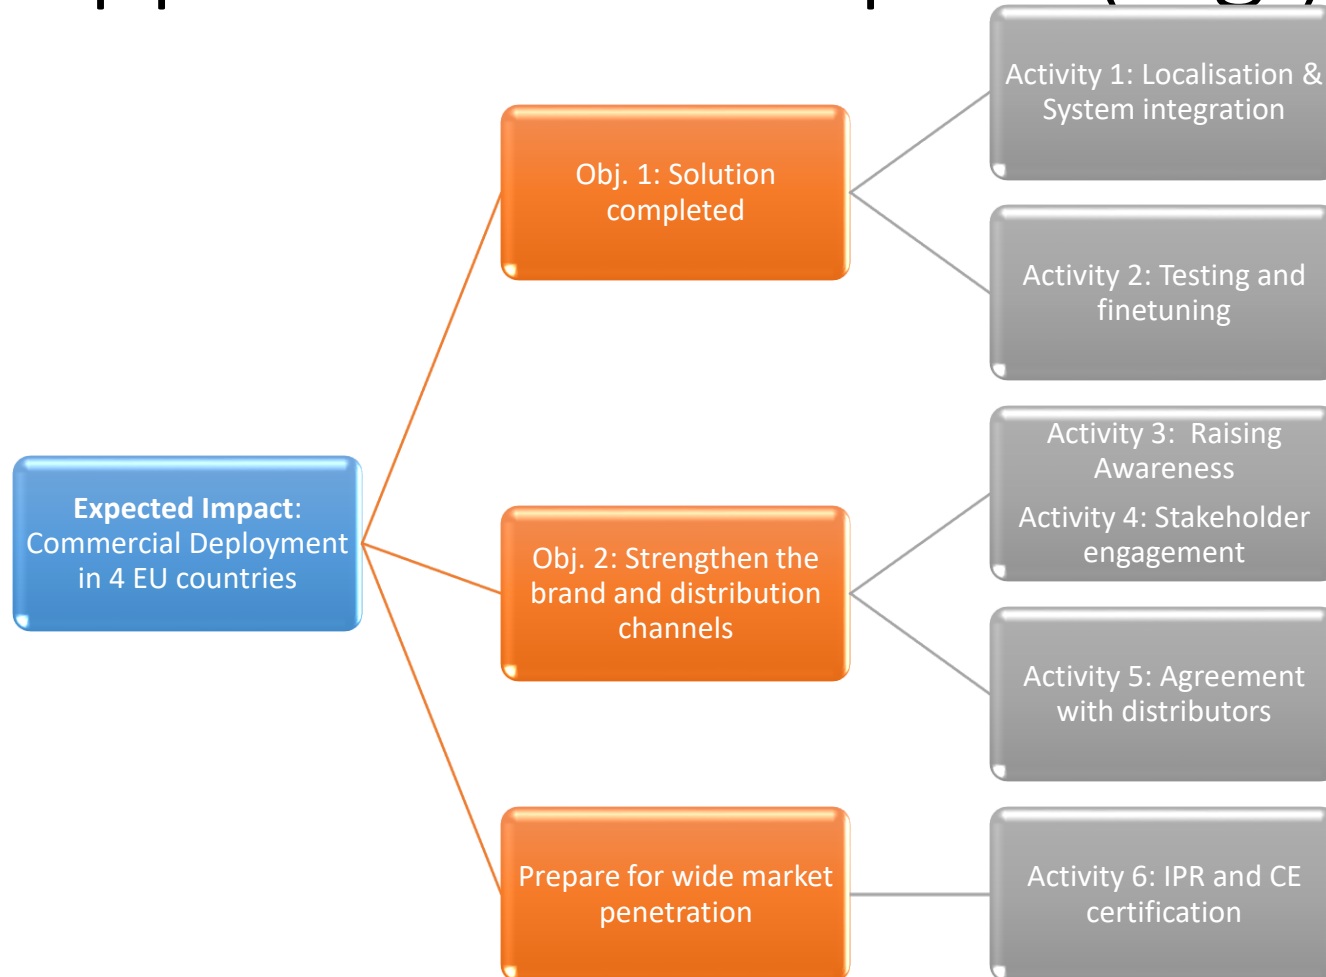 Expected Impact:
Commercial Deployment
in 4 EU countries
Obj. 1: Solution
completed
Activity 1: Localisation &
System integration
Activity 2: Testing and
finetuning
Obj. 2: Strengthen the
brand and distribution
channels
Activity 3:  Raising
Awareness
Activity 4: Stakeholder
engagement
Activity 5: Agreement
with distributors
Prepare for wide market
penetration
Activity 6: IPR and CE
certification